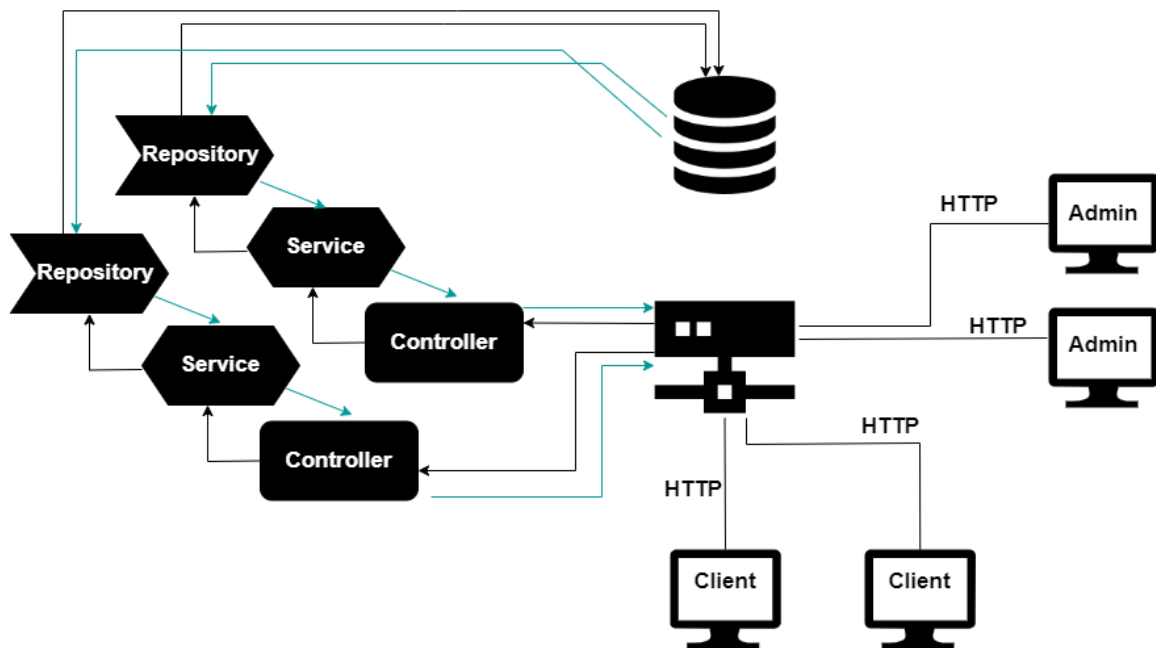 Repository
HTTP
Admin
Service
Repository
HTTP
Controller
Admin
Service
HTTP
Controller
HTTP
Client
Client